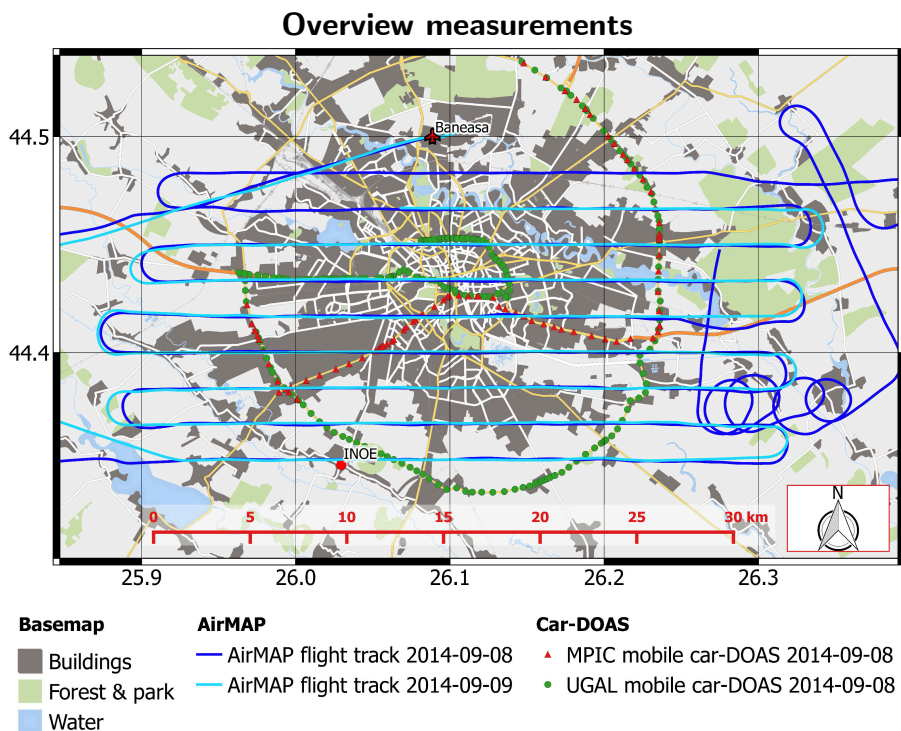 Overview measurements
44.5
Baneasa
44.4
INOE
N
0 5 10 15 20 25 30 km
25.9 26.0 26.1 26.2 26.3
Basemap
Buildings
Forest & park
Water
AirMAP
AirMAP flight track 2014-09-08
AirMAP flight track 2014-09-09
Car-DOAS
MPIC mobile car-DOAS 2014-09-08
UGAL mobile car-DOAS 2014-09-08